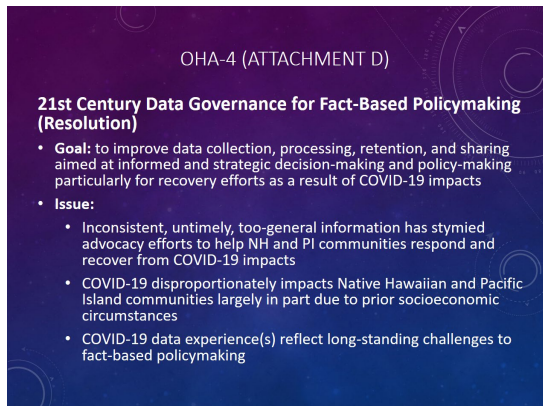 OHA-4 (ATTACHMENT D)
21st Century Data Governance for Fact-Based Policymaking
(Resolution)
• Goal: to improve data collection, processing, retention, and sharing
aimed at informed and strategic decision-making and policy-making
particularly for recovery efforts as a result of COVID-19 impacts
• Issue:
• Inconsistent, untimely, too-general information has stymied
advocacy efforts to help NH and PI communities respond and
recover from COVID-19 impacts
• COVID-19 disproportionately impacts Native Hawaiian and Pacific
Island communities largely in part due to prior socioeconomic
circumstances
• COVID-19 data experience(s) reflect long-standing challenges to
fact-based policymaking